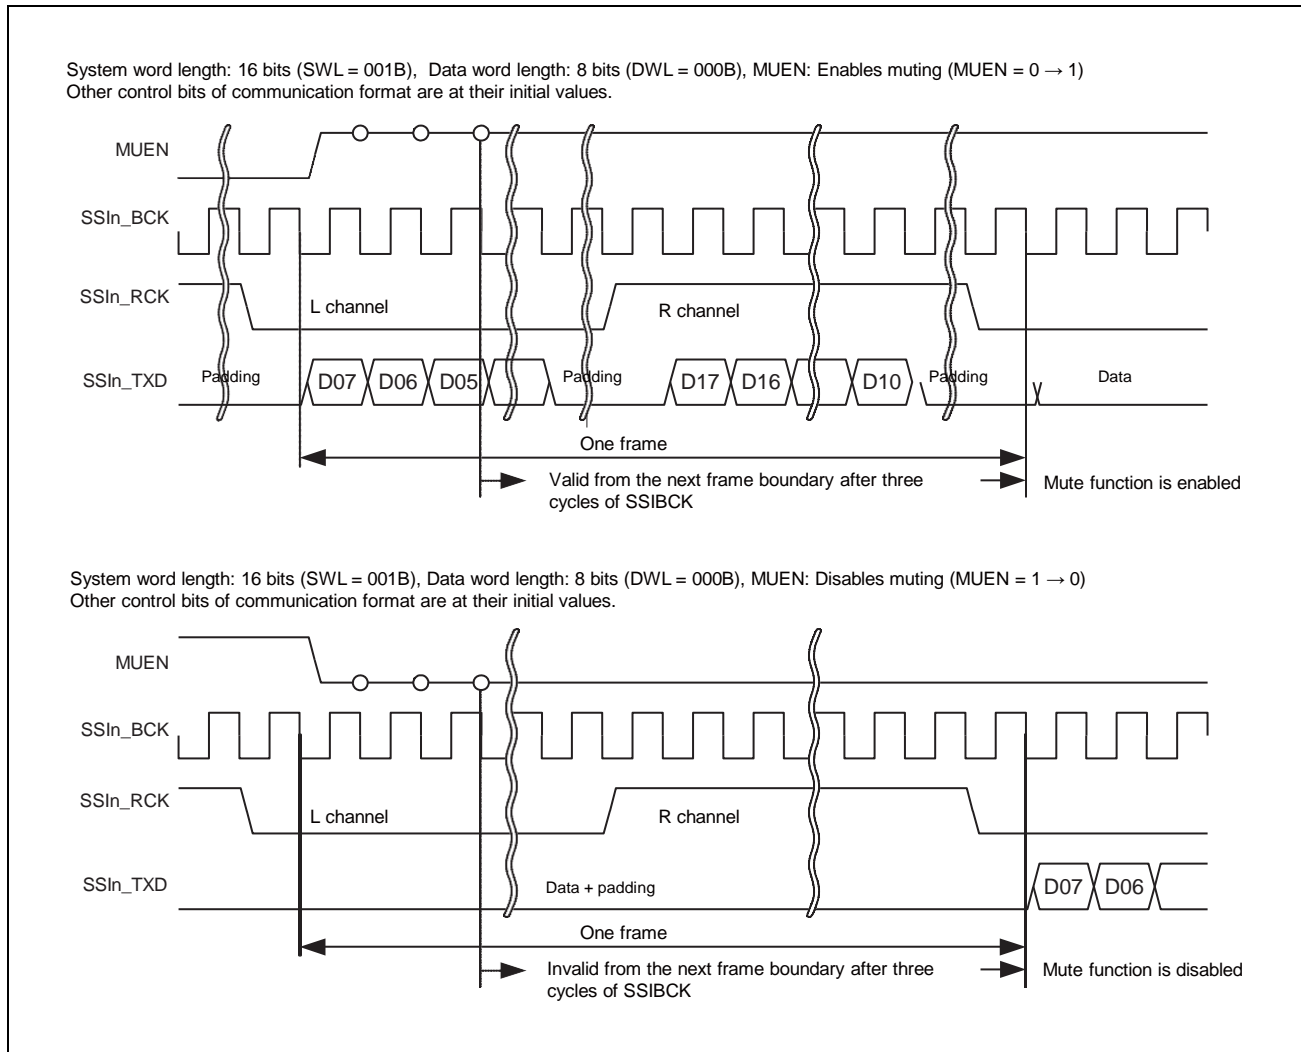 System word length: 16 bits (SWL = 001B), Data word length: 8 bits (DWL = 000B), MUEN: Enables muting (MUEN = 0 → 1)
Other control bits of communication format are at their initial values.
MUEN
SSIn_BCK
SSIn_RCK
L channel
R channel
SSIn_TXD
Padding
D07
D06
D05
Padding
D17
D16
D10
Padding
Data
One frame
Valid from the next frame boundary after three
cycles of SSIBCK
Mute function is enabled
System word length: 16 bits (SWL = 001B), Data word length: 8 bits (DWL = 000B), MUEN: Disables muting (MUEN = 1 → 0)
Other control bits of communication format are at their initial values.
MUEN
SSIn_BCK
SSIn_RCK
L channel
R channel
SSIn_TXD
Data + padding
D07
D06
One frame
Invalid from the next frame boundary after three
cycles of SSIBCK
Mute function is disabled